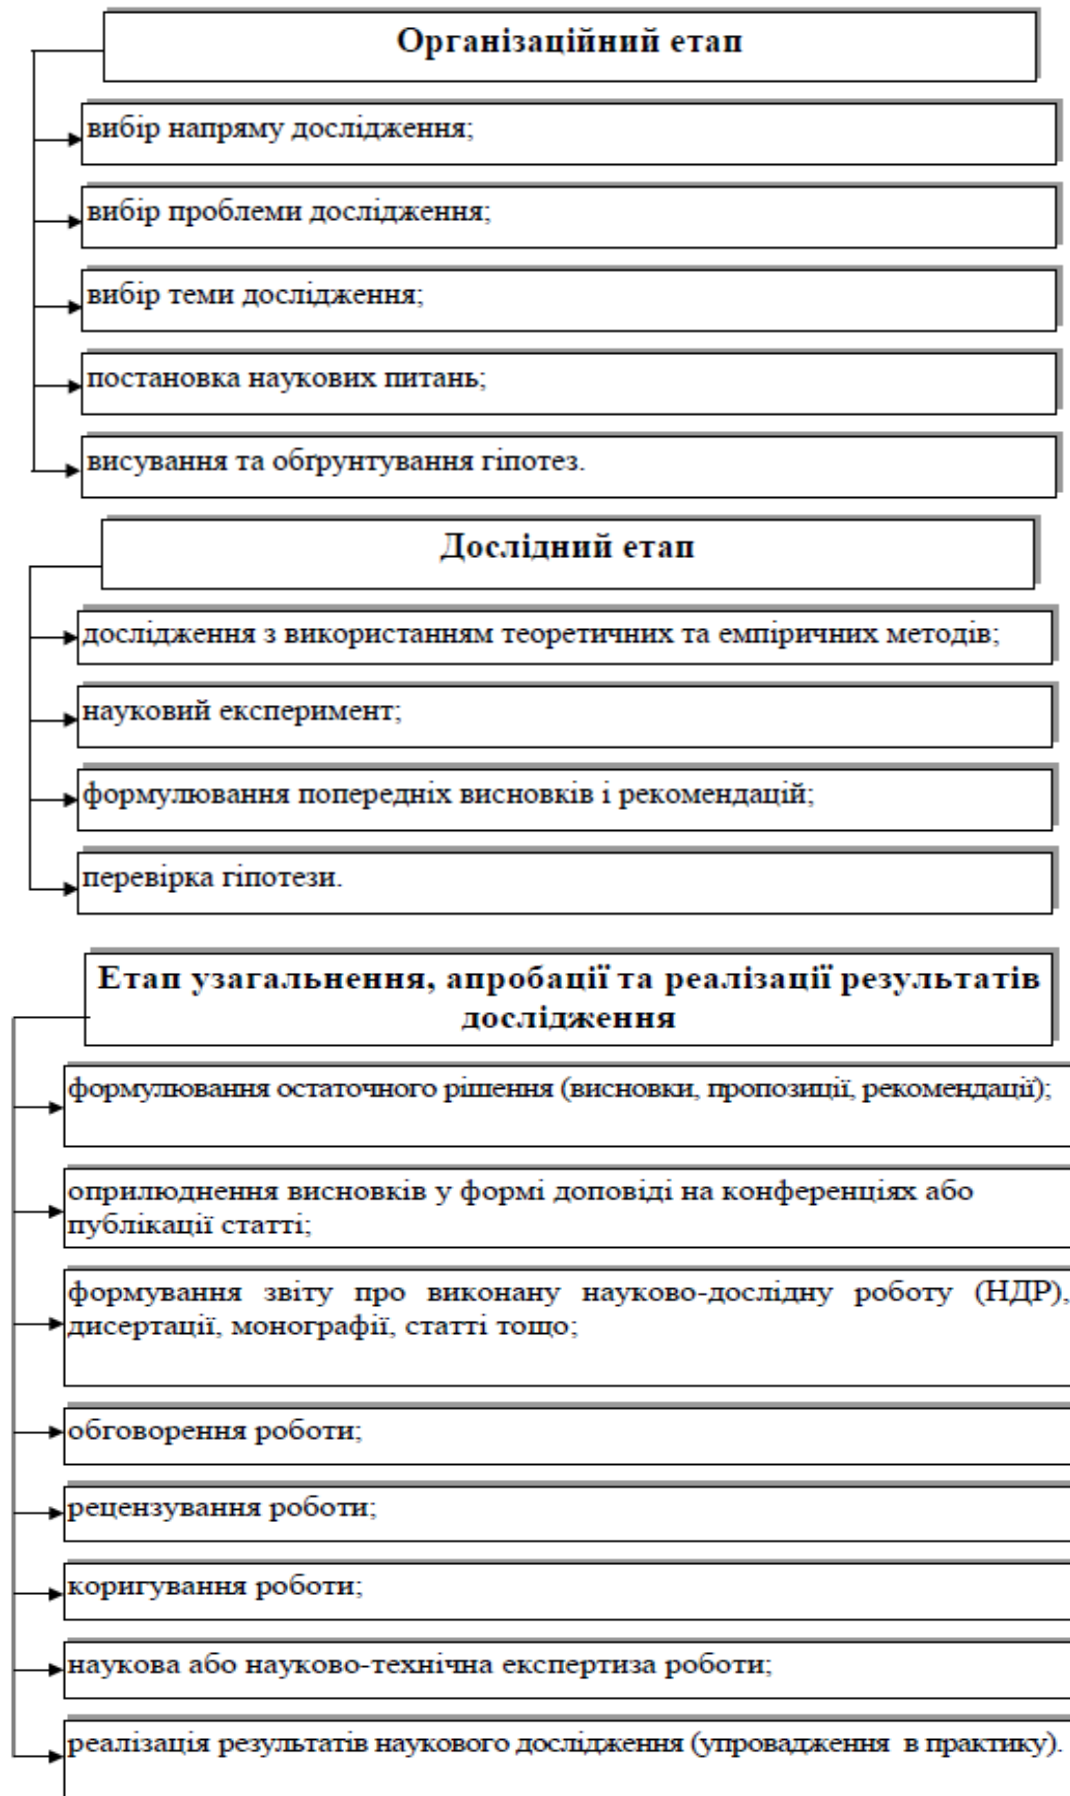 Організаційний етап
вибір напряму дослідження;
вибір проблеми дослідження;
вибір теми дослідження;
постановка наукових питань;
висування та обґрунтування гіпотез.
Дослідний етап
дослідження з використанням теоретичних та емпіричних методів;
науковий експеримент;
формулювання попередніх висновків і рекомендацій;
перевірка гіпотези.
Етап узагальнення, апробації та реалізації результатів
дослідження
формулювання остаточного рішення (висновки, пропозиції, рекомендації);
оприлюднення висновків у формі доповіді на конференціях або
публікації статті;
формування звіту про виконану науково-дослідну роботу (НДР),
дисертації, монографії, статті тощо;
обговорення роботи;
рецензування роботи;
коригування роботи;
наукова або науково-технічна експертиза роботи;
реалізація результатів наукового дослідження (упровадження в практику).